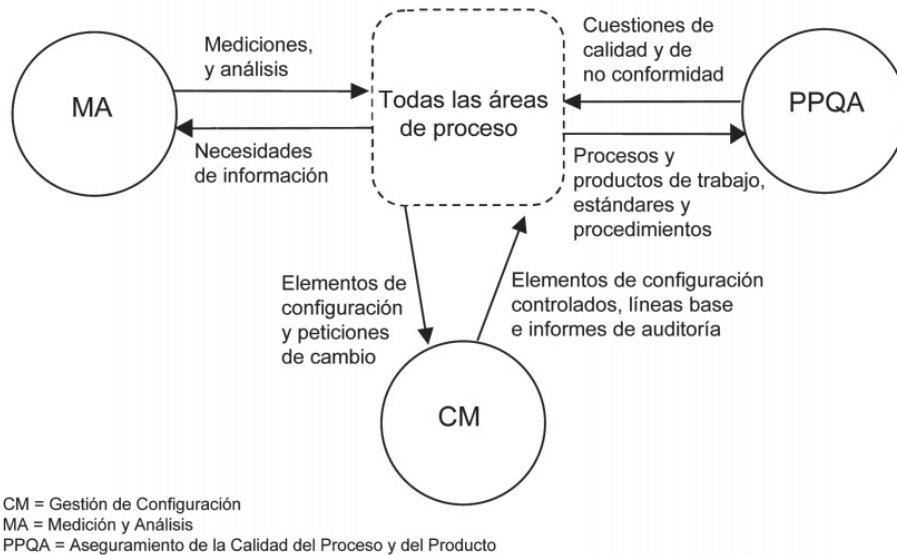 Mediciones,
y análisis
MA
Necesidades
de información
Todas las áreas
de proceso
Cuestiones de
calidad y de
no conformidad
PPQA
Procesos y
productos de trabajo,
estándares y
procedimientos
Elementos de
configuración
y peticiones
de cambio
Elementos de configuración
controlados, líneas base
e informes de auditoría
CM
CM = Gestión de Configuración
MA = Medición y Análisis
PPQA = Aseguramiento de la Calidad del Proceso y del Producto